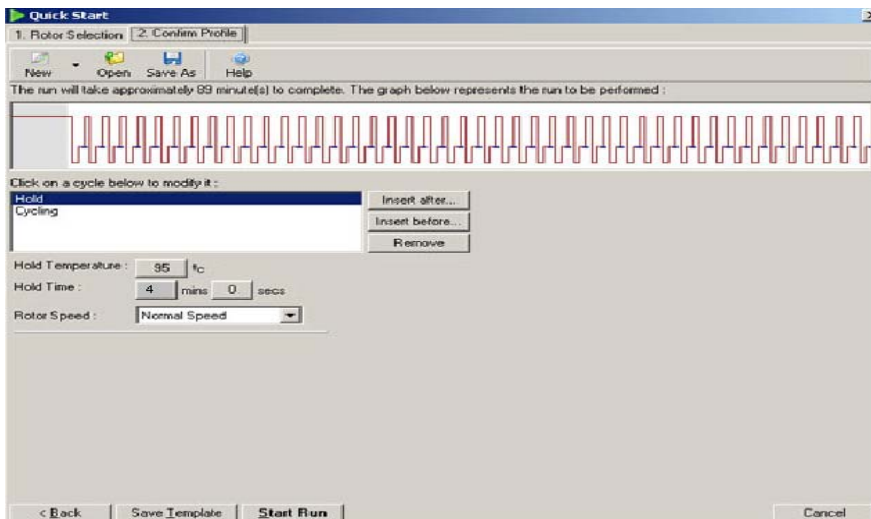 Quick Start
1. Rotor Selection 2. Confirm Profile
New Open Save As Help
The run will take approximately 89 minute(s) to complete. The graph below represents the run to be performed :
Click on a cycle below to modify it :
Hold
Cycling
Insert after...
Insert before...
Remove
Hold Temperature : 95 °C
Hold Time : 4 mins 0 secs
Rotor Speed : Normal Speed
< Back Save Template Start Run Cancel